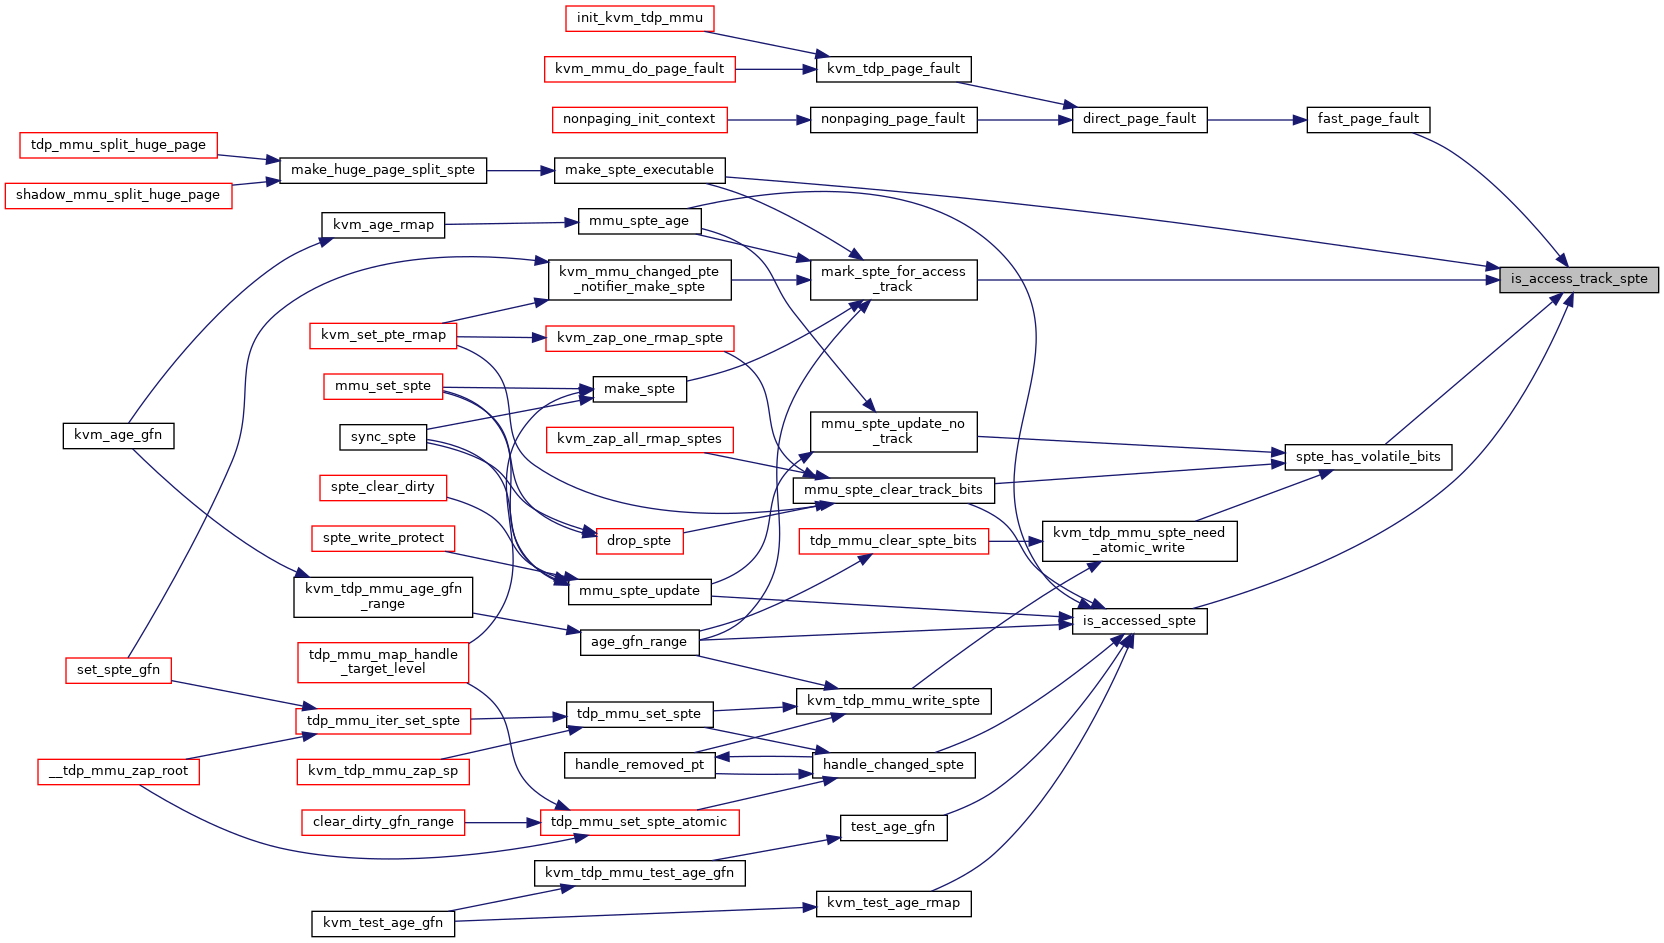 init_kvm_tdp_mmu
kvm_mmu_do_page_fault
kvm_tdp_page_fault
nonpaging_init_context
nonpaging_page_fault
direct_page_fault
fast_page_fault
tdp_mmu_split_huge_page
shadow_mmu_split_huge_page
make_huge_page_split_spte
make_spte_executable
kvm_age_rmap
mmu_spte_age
kvm_mmu_changed_pte
_notifier_make_spte
mark_spte_for_access
_track
is_access_track_spte
kvm_set_pte_rmap
kvm_zap_one_rmap_spte
mmu_set_spte
make_spte
kvm_age_gfn
sync_spte
kvm_zap_all_rmap_sptes
mmu_spte_update_no
_track
spte_has_volatile_bits
spte_clear_dirty
mmu_spte_clear_track_bits
spte_write_protect
drop_spte
tdp_mmu_clear_spte_bits
kvm_tdp_mmu_spte_need
_atomic_write
kvm_tdp_mmu_age_gfn
_range
mmu_spte_update
is_accessed_spte
age_gfn_range
set_spte_gfn
tdp_mmu_map_handle
_target_level
kvm_tdp_mmu_write_spte
tdp_mmu_iter_set_spte
tdp_mmu_set_spte
__tdp_mmu_zap_root
kvm_tdp_mmu_zap_sp
handle_removed_pt
handle_changed_spte
clear_dirty_gfn_range
tdp_mmu_set_spte_atomic
test_age_gfn
kvm_tdp_mmu_test_age_gfn
kvm_test_age_gfn
kvm_test_age_rmap